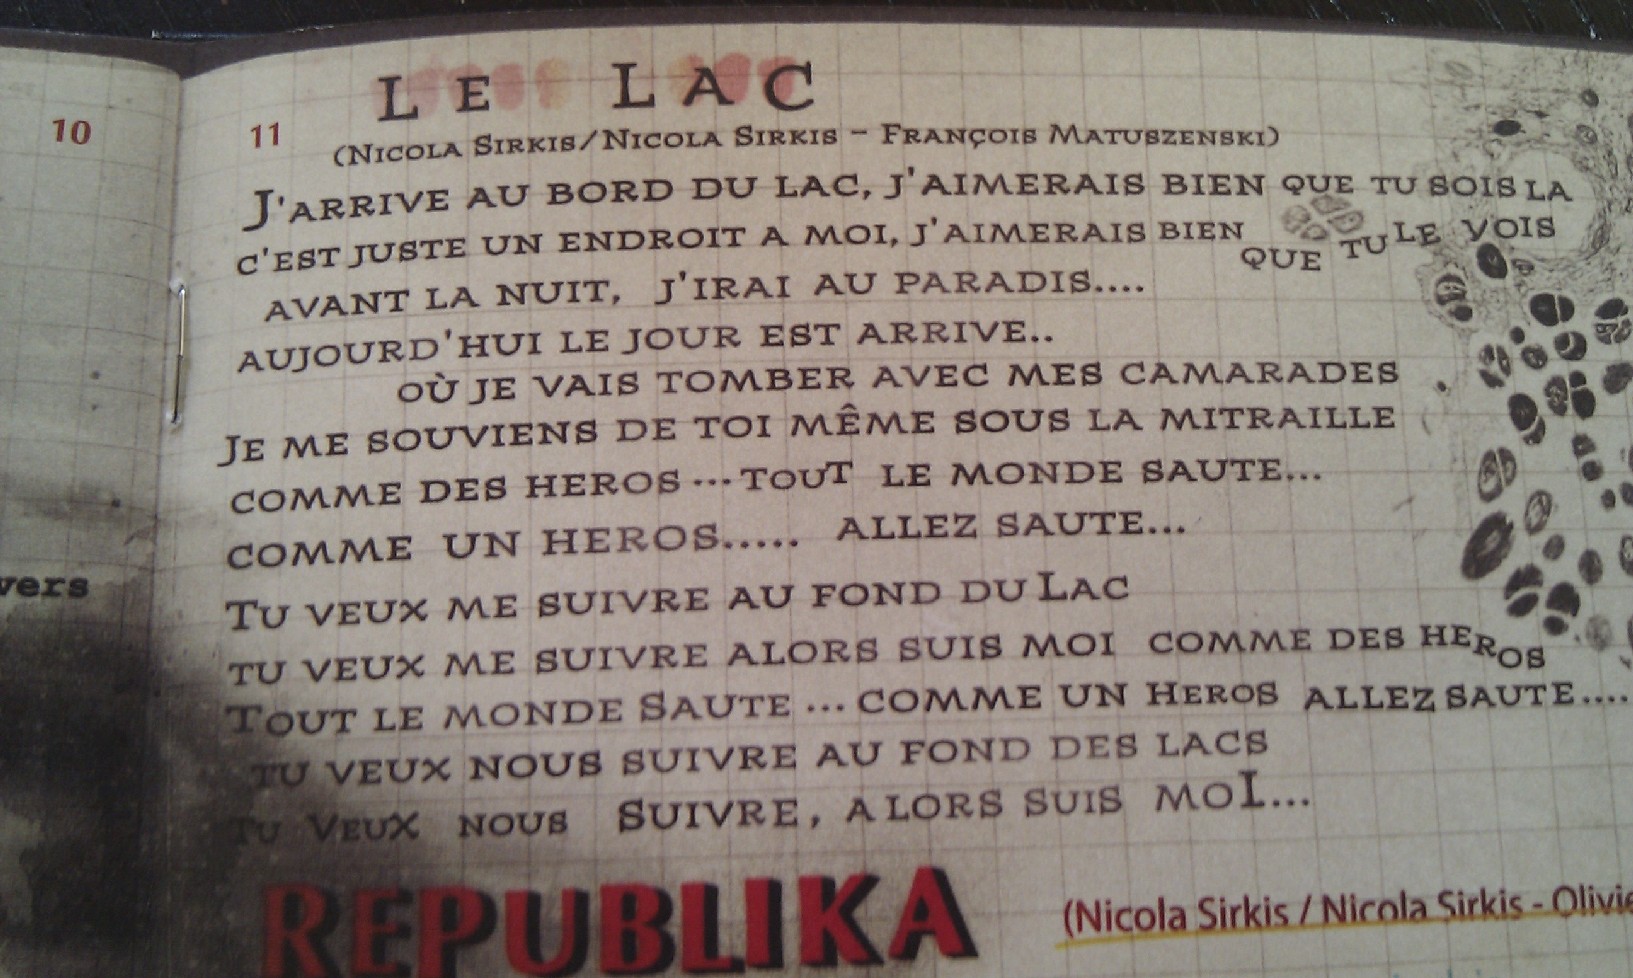 10
11
LE LAC
(NICOLA SIRKIS/NICOLA SIRKIS – FRANÇOIS MATUSZENSKI)
J'ARRIVE AU BORD DU LAC, J'AIMERAIS BIEN QUE TU SOIS LA
C'EST JUSTE UN ENDROIT A MOI, J'AIMERAIS BIEN QUE TU LE VOIS
AVANT LA NUIT, J'IRAI AU PARADIS....
AUJOURD'HUI LE JOUR EST ARRIVE..
OÙ JE VAIS TOMBER AVEC MES CAMARADES
JE ME SOUVIENS DE TOI MÊME SOUS LA MITRAILLE
COMME DES HEROS ...TOUT LE MONDE SAUTE...
COMME UN HEROS..... ALLEZ SAUTE...
TU VEUX ME SUIVRE AU FOND DU LAC
TU VEUX ME SUIVRE ALORS SUIS MOI COMME DES HEROS
TOUT LE MONDE SAUTE ... COMME UN HEROS ALLEZ SAUTE....
TU VEUX NOUS SUIVRE AU FOND DES LACS
TU VEUX NOUS SUIVRE, ALORS SUIS MOI...
vers
REPUBLIKA
(Nicola Sirkis / Nicola Sirkis - Olivie